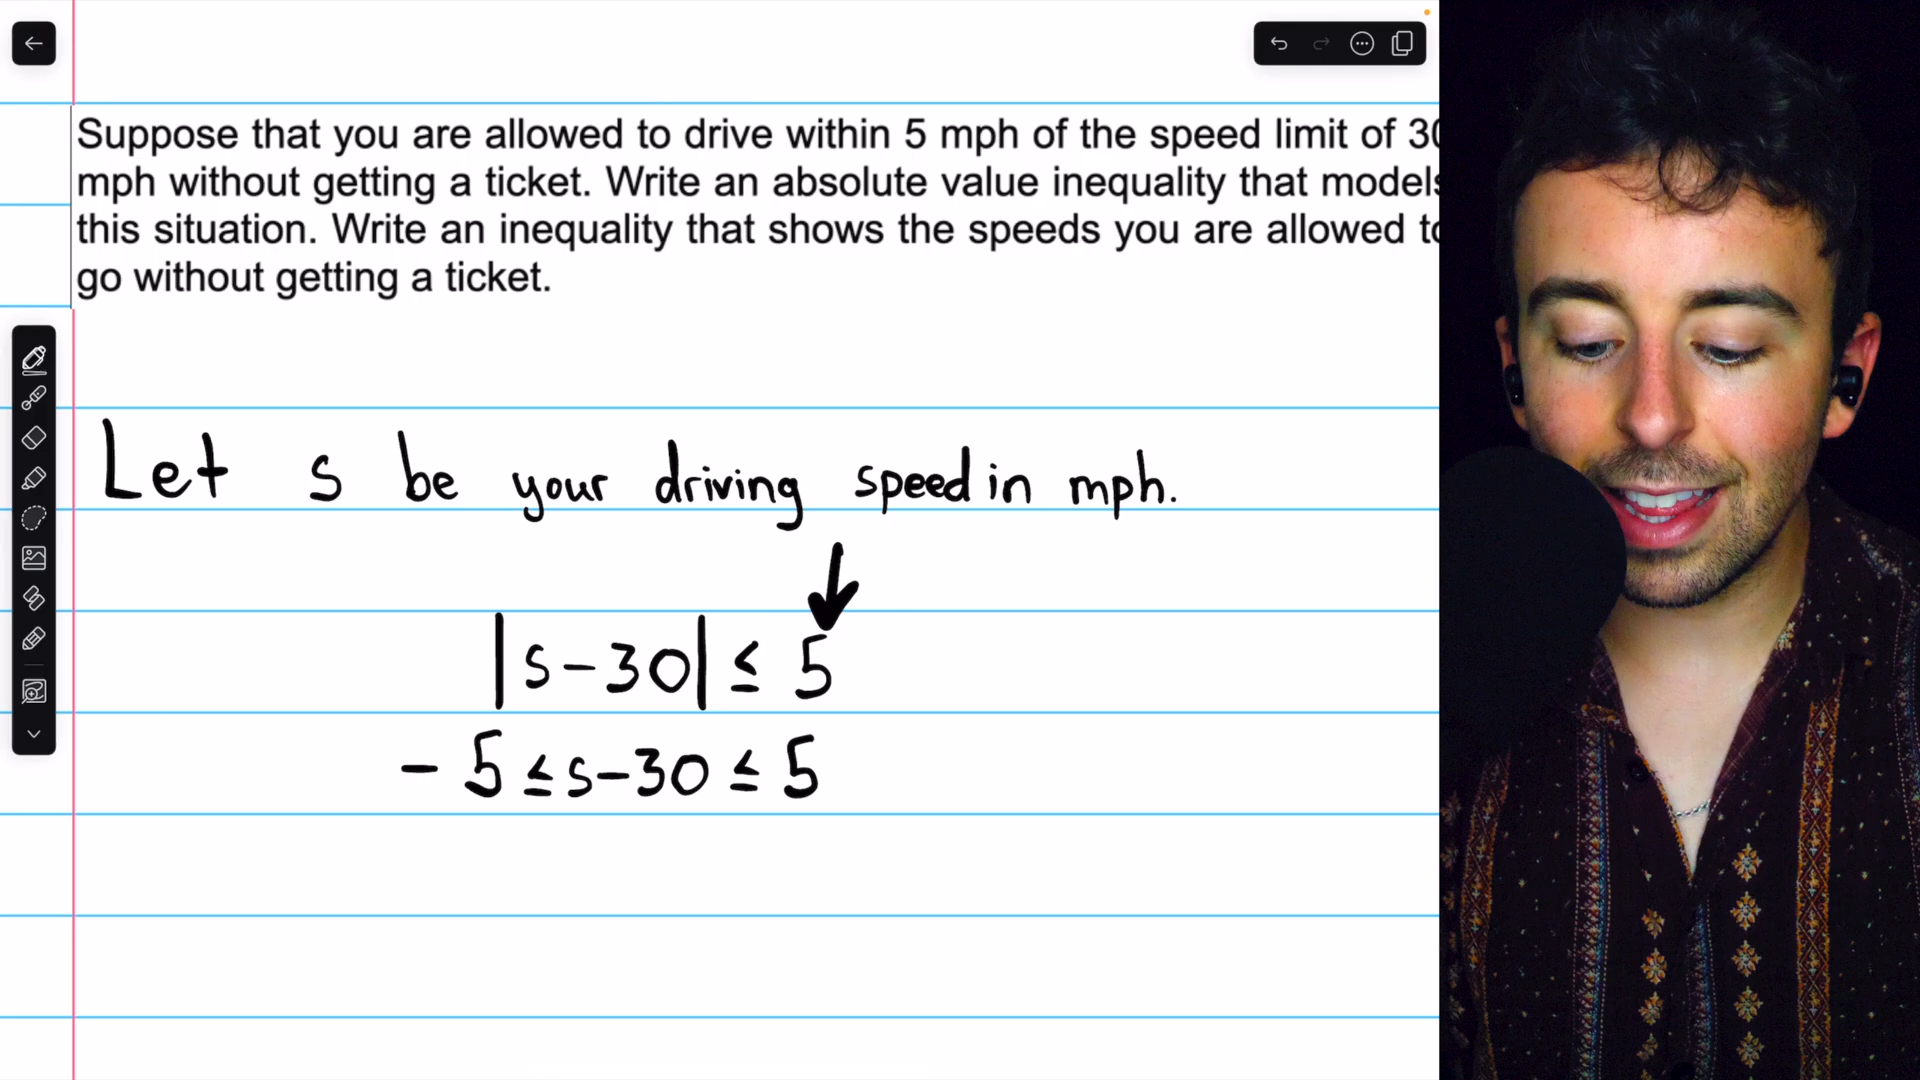 Suppose that you are allowed to drive within 5 mph of the speed limit of 30
mph without getting a ticket. Write an absolute value inequality that models
this situation. Write an inequality that shows the speeds you are allowed to
go without getting a ticket.
Let s be your driving speed in mph.
|s-30| ≤ 5
- 5 ≤ s-30 ≤ 5